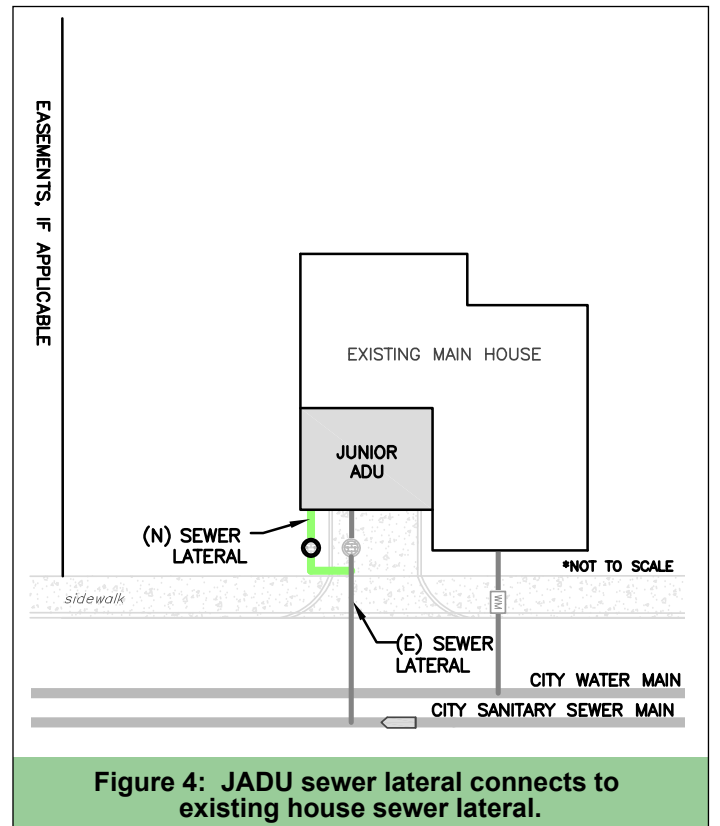 EASEMENTS, IF APPLICABLE
EXISTING MAIN HOUSE
JUNIOR
ADU
(N) SEWER
LATERAL
*NOT TO SCALE
sidewalk
WM
(E) SEWER
LATERAL
CITY WATER MAIN
CITY SANITARY SEWER MAIN
Figure 4: JADU sewer lateral connects to
existing house sewer lateral.